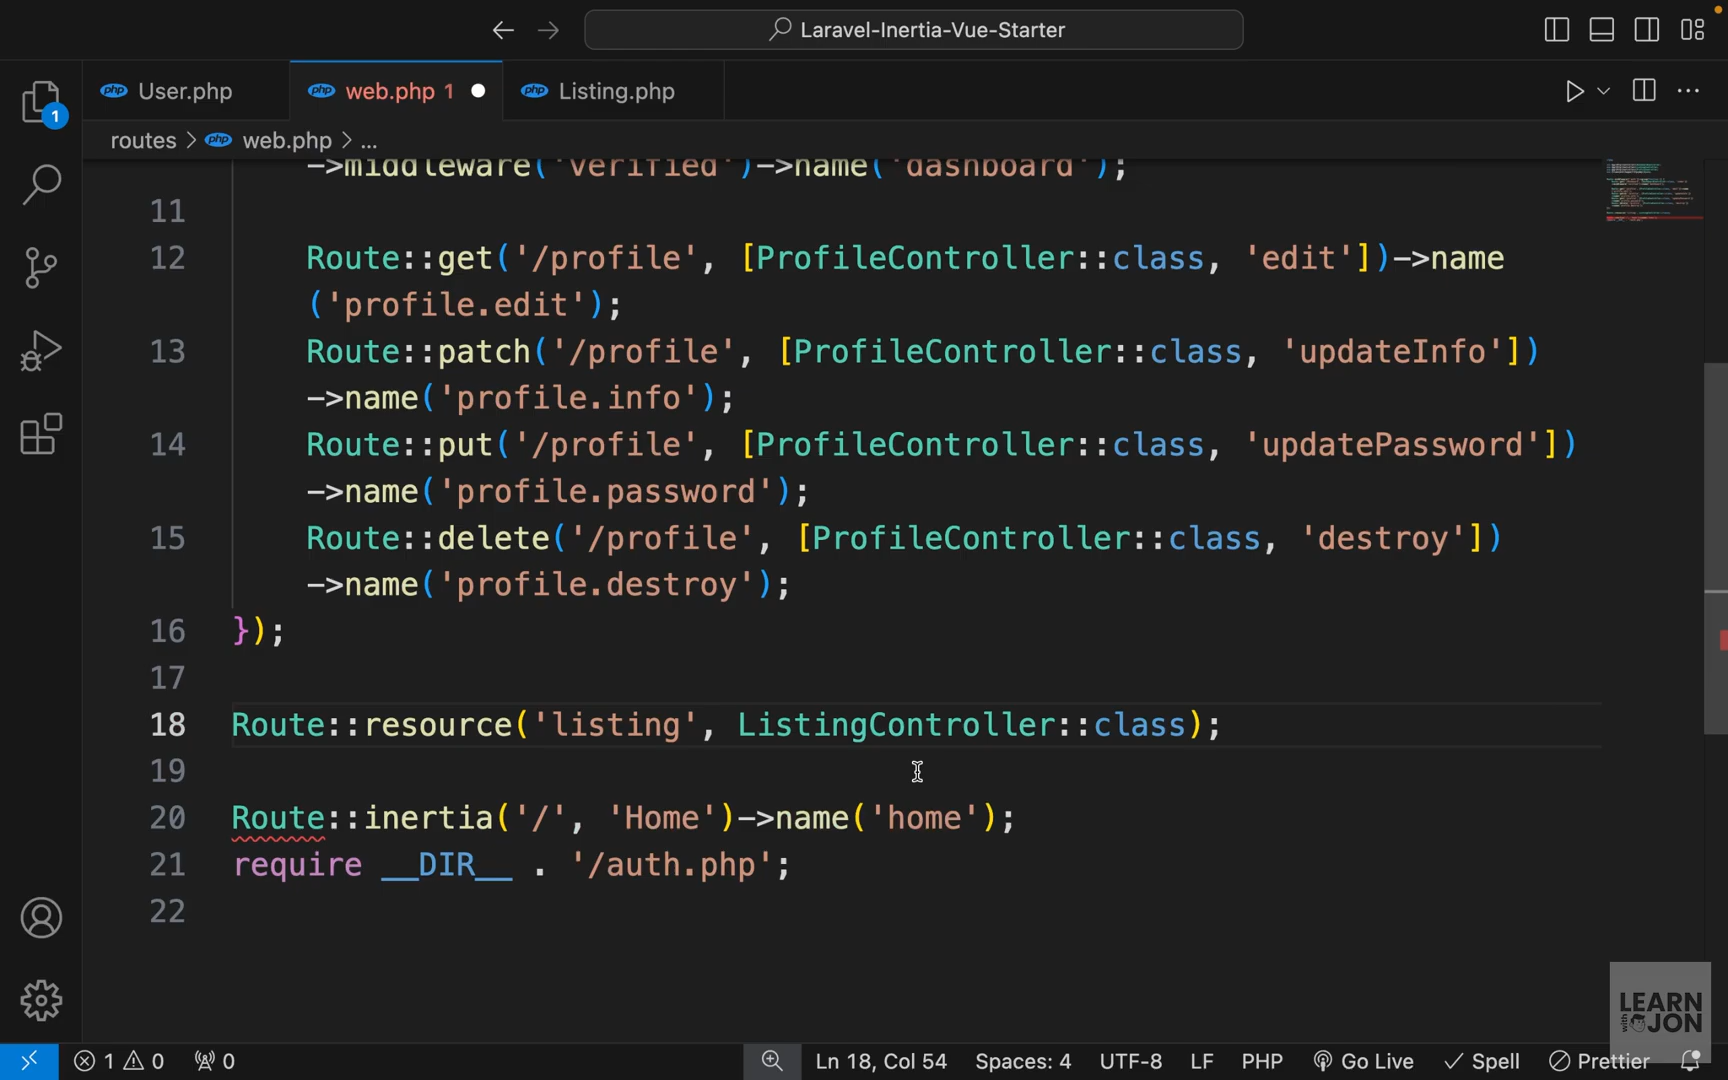 Laravel-Inertia-Vue-Starter
User.php
web.php 1
Listing.php
1
routes > web.php > ...
->middleware('verified')->name('dashboard');
11
12 Route::get('/profile', [ProfileController::class, 'edit'])->name
('profile.edit');
13 Route::patch('/profile', [ProfileController::class, 'updateInfo'])
->name('profile.info');
14 Route::put('/profile', [ProfileController::class, 'updatePassword'])
->name('profile.password');
15 Route::delete('/profile', [ProfileController::class, 'destroy'])
->name('profile.destroy');
16 });
17
18 Route::resource('listing', ListingController::class);
19
20 Route::inertia('/', 'Home')->name('home');
21 require __DIR__ . '/auth.php';
22
LEARN
with JON
1 0 0 Ln 18, Col 54 Spaces: 4 UTF-8 LF PHP Go Live Spell Prettier